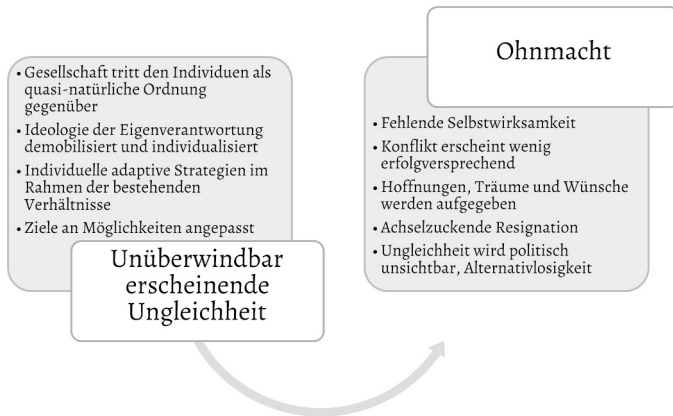 • Gesellschaft tritt den Individuen als
quasi-natürliche Ordnung
gegenüber
• Ideologie der Eigenverantwortung
demobilisiert und individualisiert
• Individuelle adaptive Strategien im
Rahmen der bestehenden
Verhältnisse
• Ziele an Möglichkeiten angepasst
Unüberwindbar
erscheinende
Ungleichheit
Ohnmacht
• Fehlende Selbstwirksamkeit
• Konflikt erscheint wenig
erfolgversprechend
• Hoffnungen, Träume und Wünsche
werden aufgegeben
• Achselzuckende Resignation
• Ungleichheit wird politisch
unsichtbar, Alternativlosigkeit